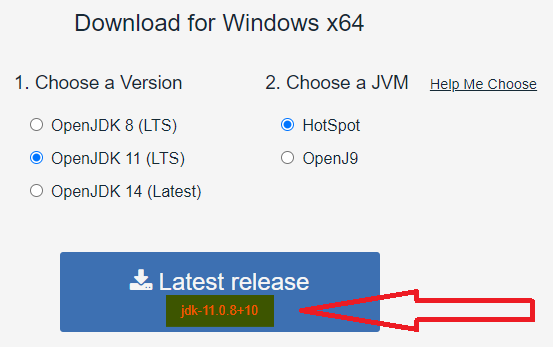 Download for Windows x64
1. Choose a Version
2. Choose a JVM
Help Me Choose
OpenJDK 8 (LTS)
OpenJDK 11 (LTS)
OpenJDK 14 (Latest)
HotSpot
OpenJ9
Latest release
jdk-11.0.8+10